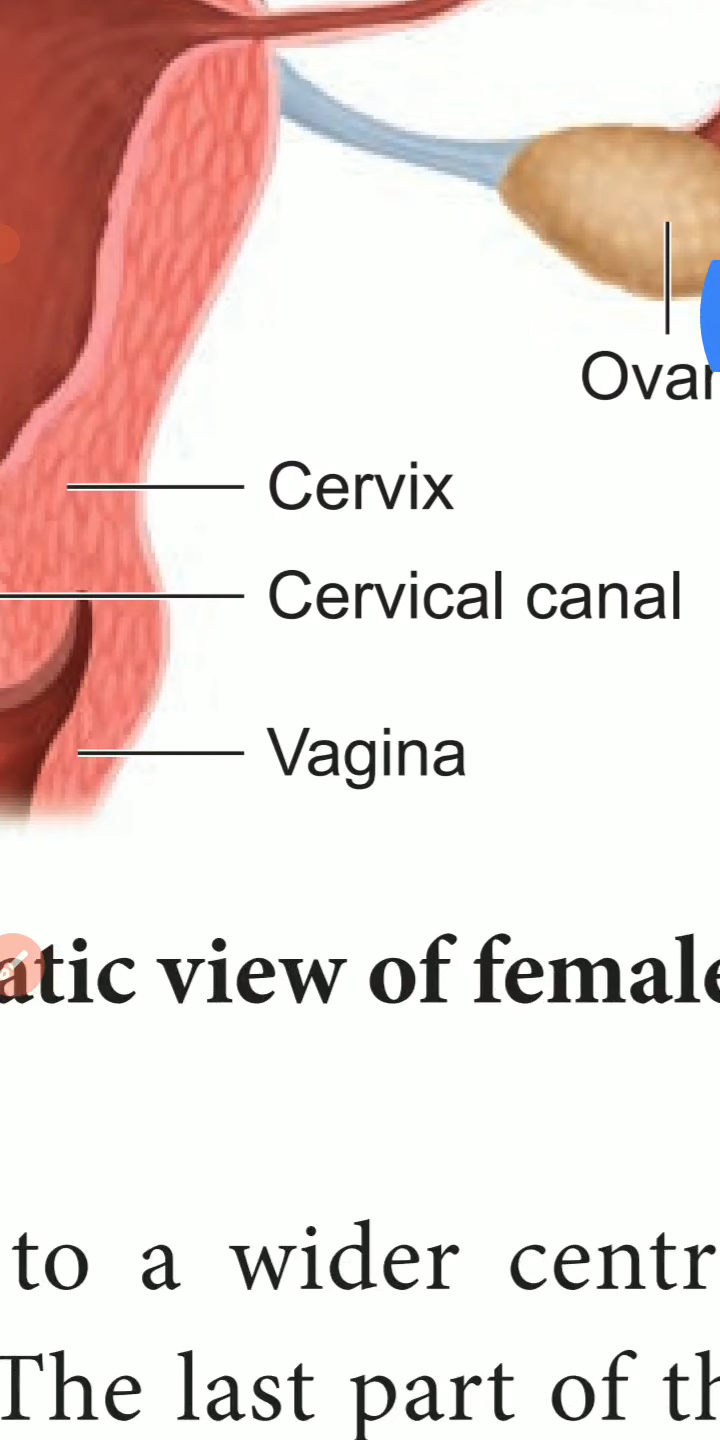 Ovar
Cervix
Cervical canal
Vagina
atic view of female
to a wider centr
The last part of th